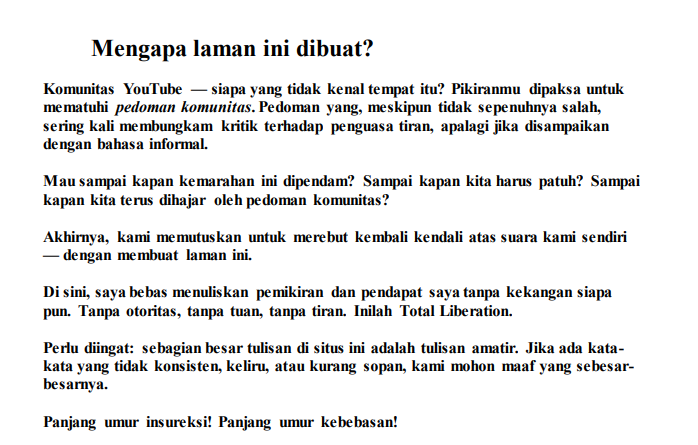 Mengapa laman ini dibuat?
Komunitas YouTube — siapa yang tidak kenal tempat itu? Pikiranmu dipaksa untuk
mematuhi pedoman komunitas. Pedoman yang, meskipun tidak sepenuhnya salah,
sering kali membungkam kritik terhadap penguasa tiran, apalagi jika disampaikan
dengan bahasa informal.
Mau sampai kapan kemarahan ini dipendam? Sampai kapan kita harus patuh? Sampai
kapan kita terus dihajar oleh pedoman komunitas?
Akhirnya, kami memutuskan untuk merebut kembali kendali atas suara kami sendiri
— dengan membuat laman ini.
Di sini, saya bebas menuliskan pemikiran dan pendapat saya tanpa kekangan siapa
pun. Tanpa otoritas, tanpa tuan, tanpa tiran. Inilah Total Liberation.
Perlu diingat: sebagian besar tulisan di situs ini adalah tulisan amatir. Jika ada kata-
kata yang tidak konsisten, keliru, atau kurang sopan, kami mohon maaf yang sebesar-
besarnya.
Panjang umur insureksi! Panjang umur kebebasan!